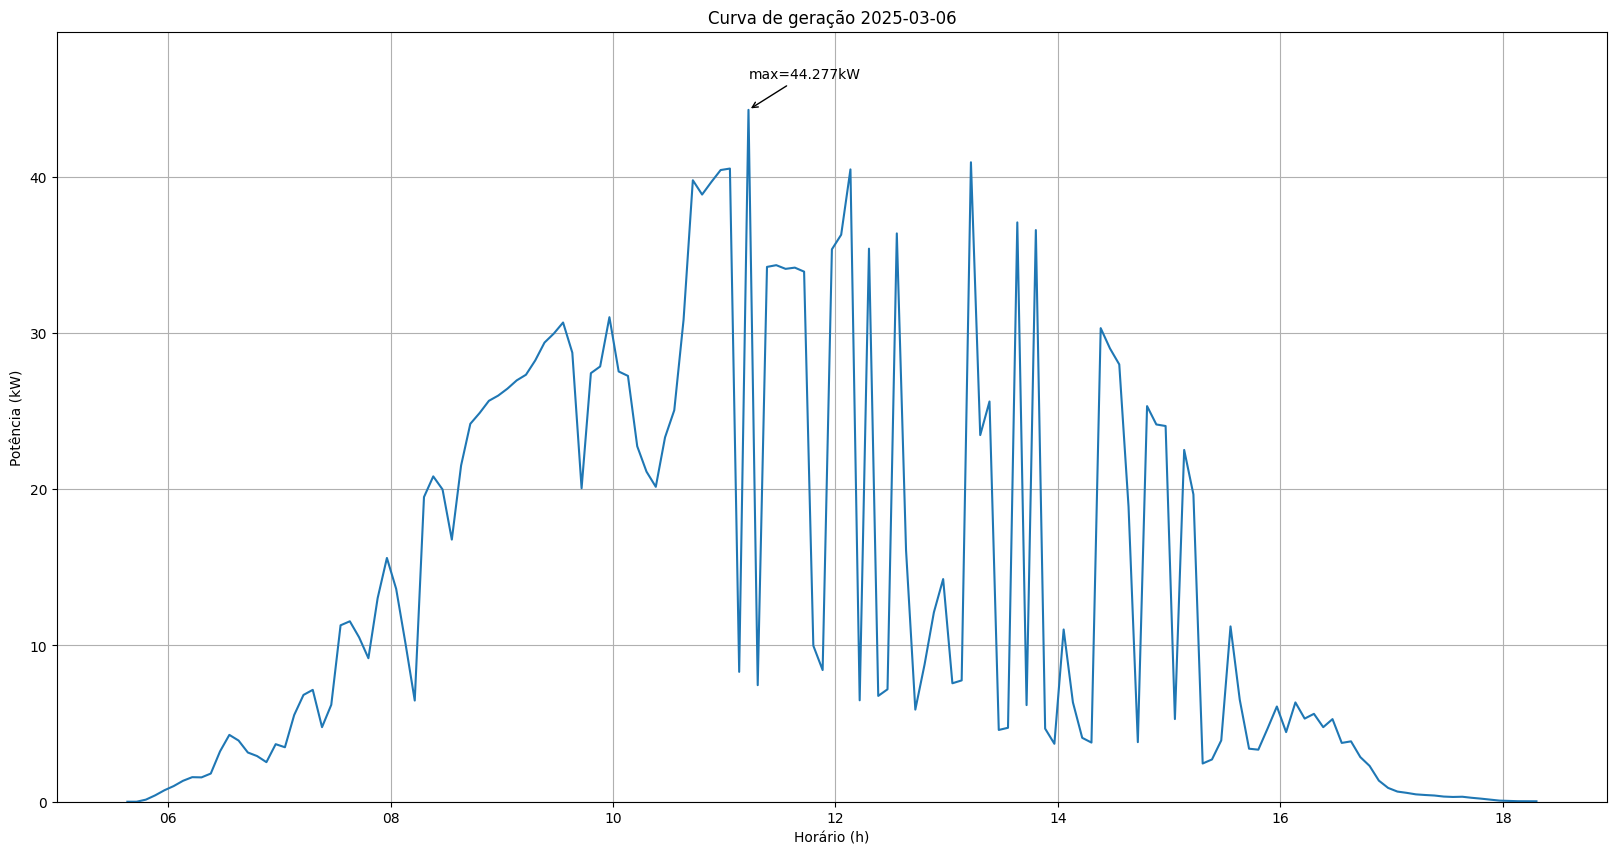 Curva de geração 2025-03-06
max=44.277kW
40
30
20
10
0
Potência (kW)
06 08 10 12 14 16 18
Horário (h)